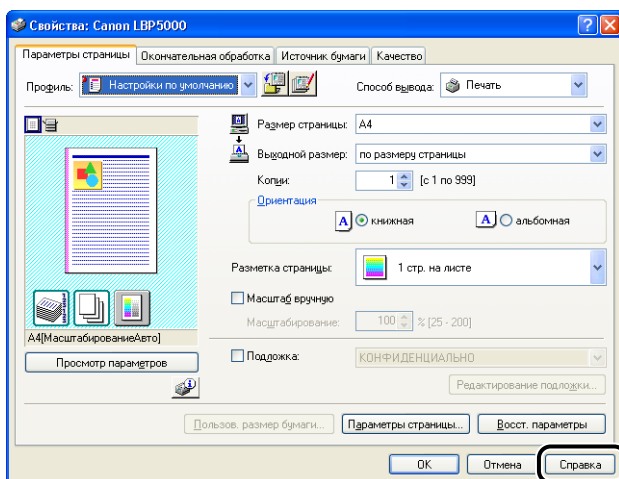 Свойства: Canon LBP5000
Параметры страницы Окончательная обработка Источник бумаги Качество
Профиль: Настройки по умолчанию Способ вывода: Печать
Размер страницы: A4
Выходной размер: по размеру страницы
Копии: 1 [с 1 по 999]
Ориентация
A книжная A альбомная
Разметка страницы: 1 стр. на листе
Масштаб вручную
Масштабирование: 100 % [25 - 200]
A4[МасштабированиеАвто]
Просмотр параметров
Подложка: КОНФИДЕНЦИАЛЬНО
Редактирование подложки...
Пользов. размер бумаги... Параметры страницы... Восст. параметры
OK Отмена Справка